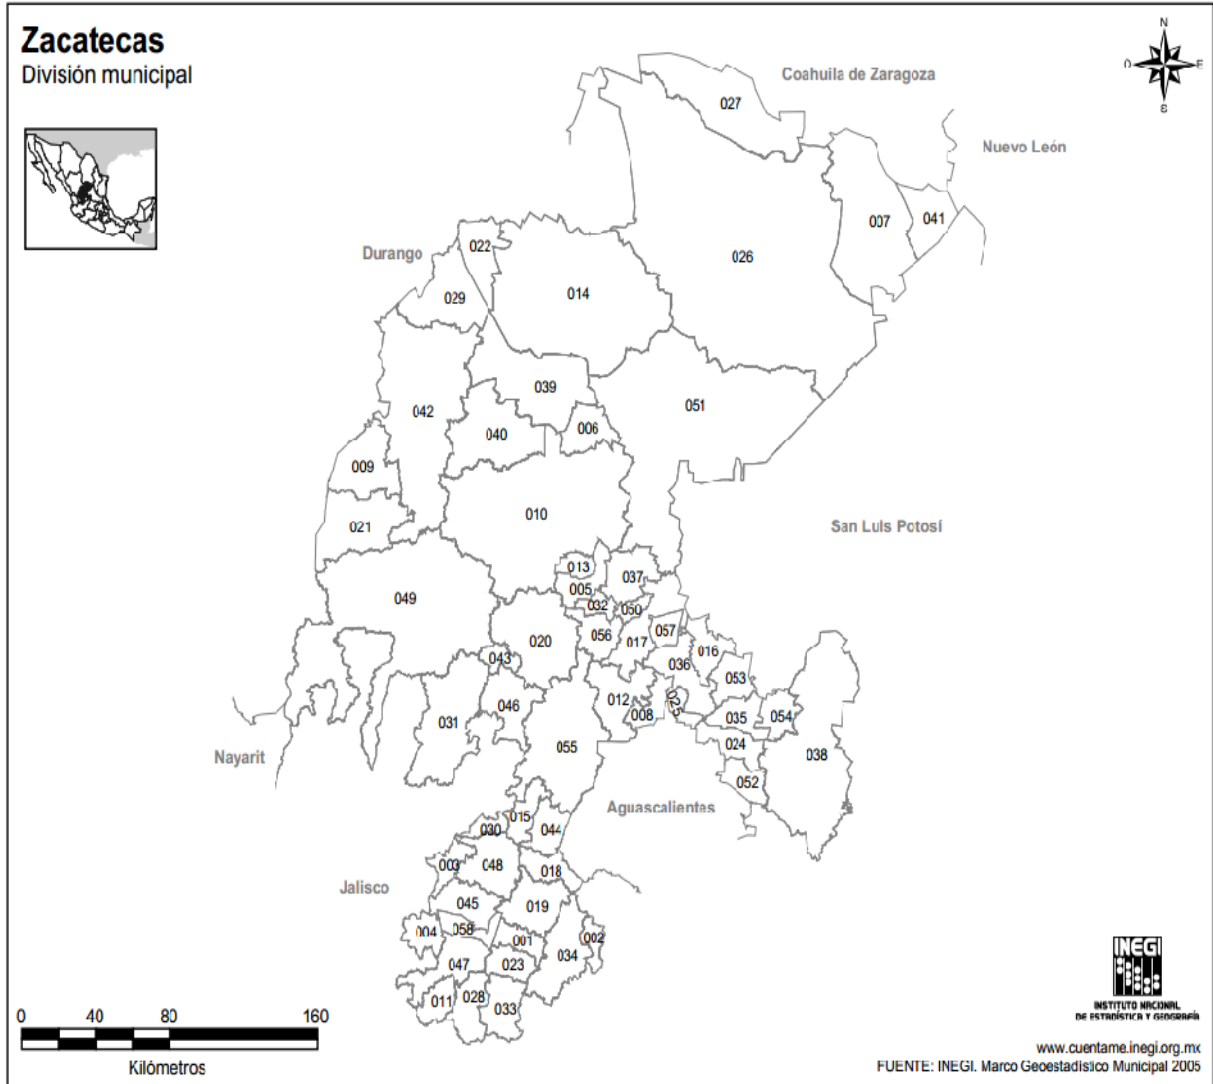 Zacatecas
División municipal
N
O
E
S
Coahuila de Zaragoza
027
Nuevo León
007
041
022
Durango
026
029
014
039
051
042
006
040
009
010
021
San Luis Potosí
013
037
005
049
032
050
056
057
020
017
016
043
036
053
012
025
046
008
035
054
031
024
055
038
Nayarit
052
Aguascalientes
015
030
044
003
048
018
Jalisco
045
019
058
004
001
002
034
047
023
028
011
033
0 40 80 160
Kilómetros
INEGI
INSTITUTO NACIONAL
DE ESTADÍSTICA Y GEOGRAFÍA
www.cuentame.inegi.org.mx
FUENTE: INEGI. Marco Geoestadístico Municipal 2005